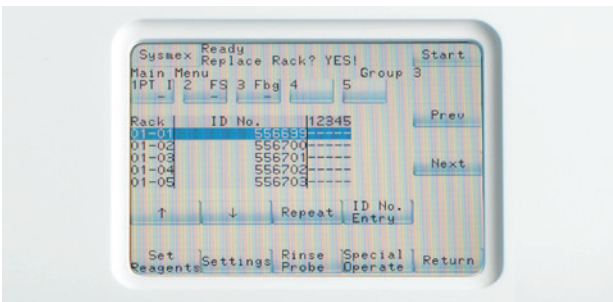 Sysmex Ready Start
Replace Rack? YES!
Main Menu Group 3
1PT I 2 FS 3 Fbg 4 5
Rack ID No. 12345 Prev
01-01 556699-----
01-02 556700-----
01-03 556701-----
01-04 556702----- Next
01-05 556703-----
↑ ↓ Repeat ID No.
Entry
Set Rinse Special
Reagents Settings Probe Operate Return